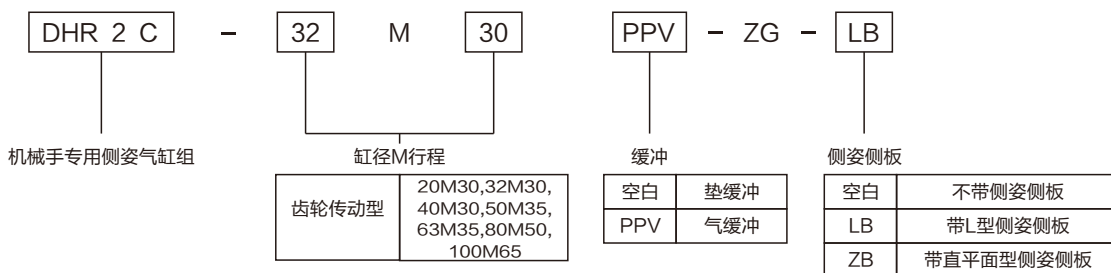 DHR 2 C - 32 M 30 PPV - ZG - LB
机械手专用侧姿气缸组
缸径M行程
齿轮传动型
20M30,32M30,
40M30,50M35,
63M35,80M50,
100M65
缓冲
空白 垫缓冲
PPV 气缓冲
侧姿侧板
空白 不带侧姿侧板
LB 带L型侧姿侧板
ZB 带直平面型侧姿侧板